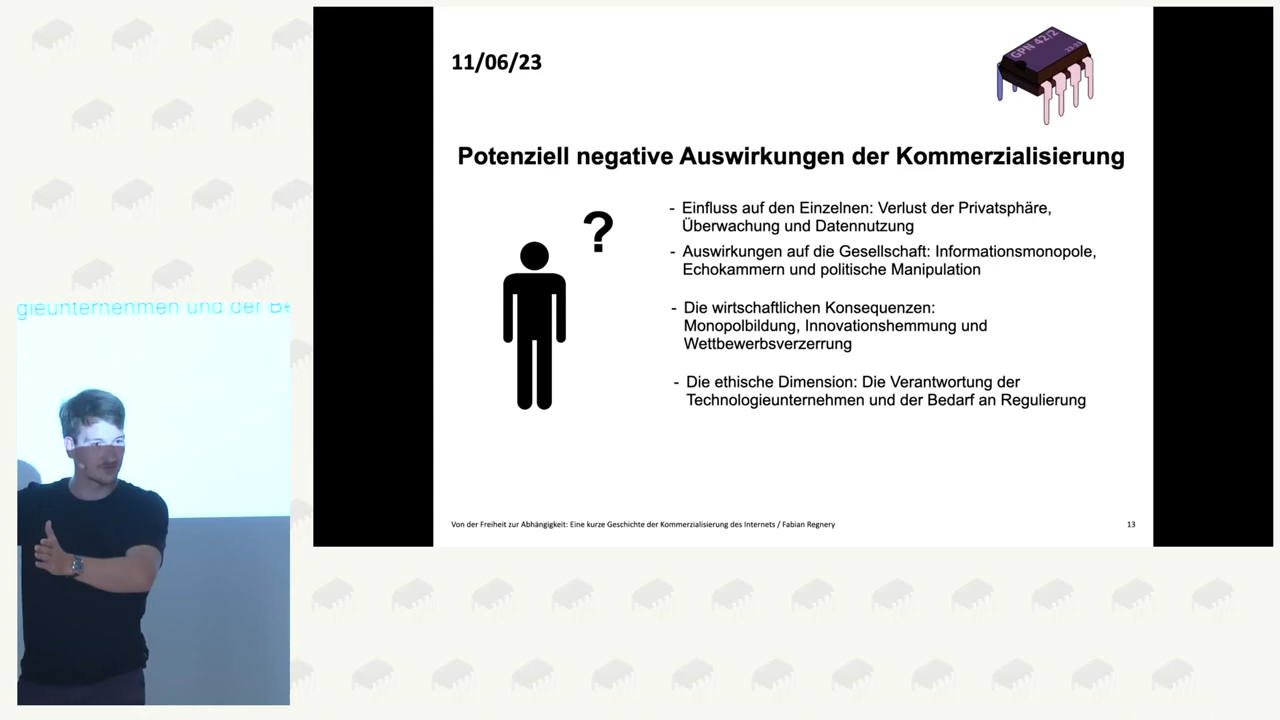 11/06/23
GPN 42/2
23:23
Potenziell negative Auswirkungen der Kommerzialisierung
?
- Einfluss auf den Einzelnen: Verlust der Privatsphäre,
Überwachung und Datennutzung
- Auswirkungen auf die Gesellschaft: Informationsmonopole,
Echokammern und politische Manipulation
- Die wirtschaftlichen Konsequenzen:
Monopolbildung, Innovationshemmung und
Wettbewerbsverzerrung
- Die ethische Dimension: Die Verantwortung der
Technologieunternehmen und der Bedarf an Regulierung
gieunternehmen und der Be
Von der Freiheit zur Abhängigkeit: Eine kurze Geschichte der Kommerzialisierung des Internets / Fabian Regnery
13